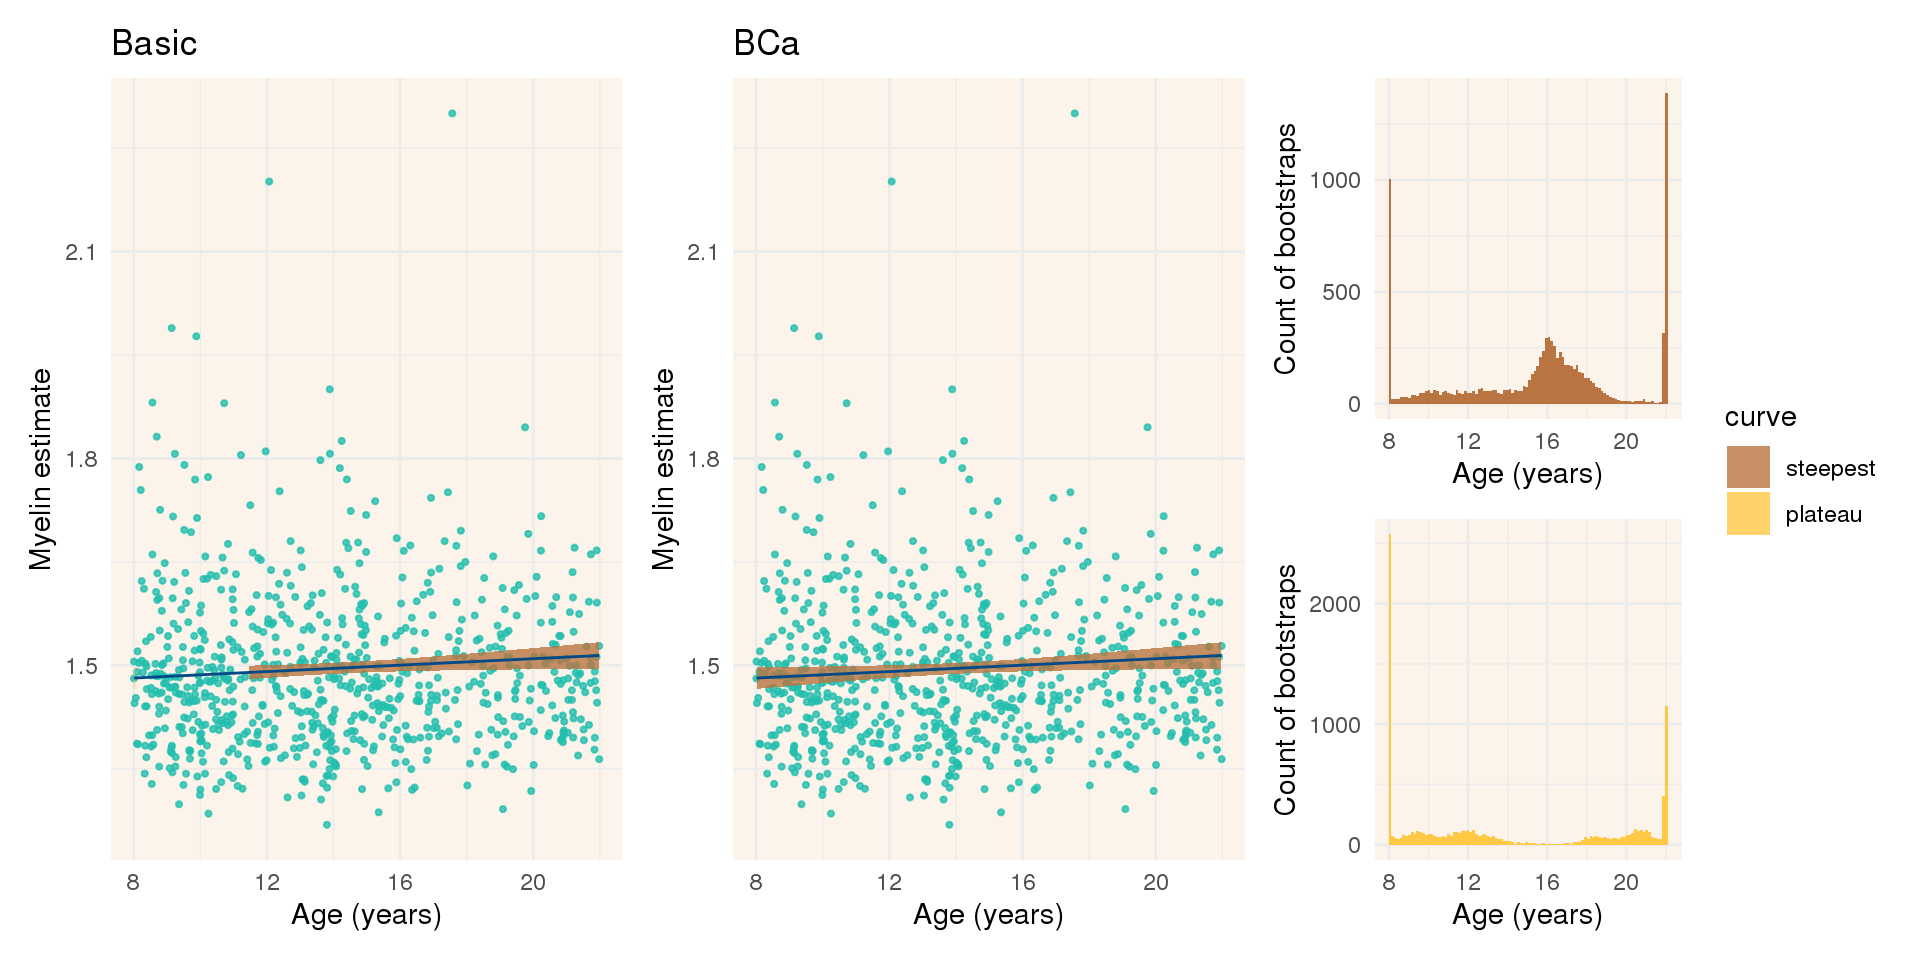 Basic
Myelin estimate
2.1
1.8
1.5
8 12 16 20
Age (years)
BCa
Myelin estimate
2.1
1.8
1.5
8 12 16 20
Age (years)
Count of bootstraps
1000
500
0
8 12 16 20
Age (years)
Count of bootstraps
2000
1000
0
8 12 16 20
Age (years)
curve
steepest
plateau